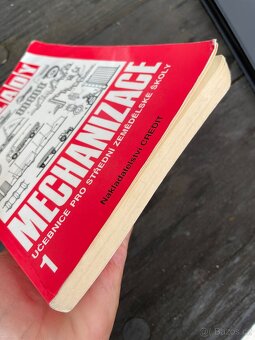 MECHANIZACE
UČEBNICE PRO STŘEDNÍ ZEMĚDĚLSKÉ ŠKOLY
1
Nakladatelství CREDIT